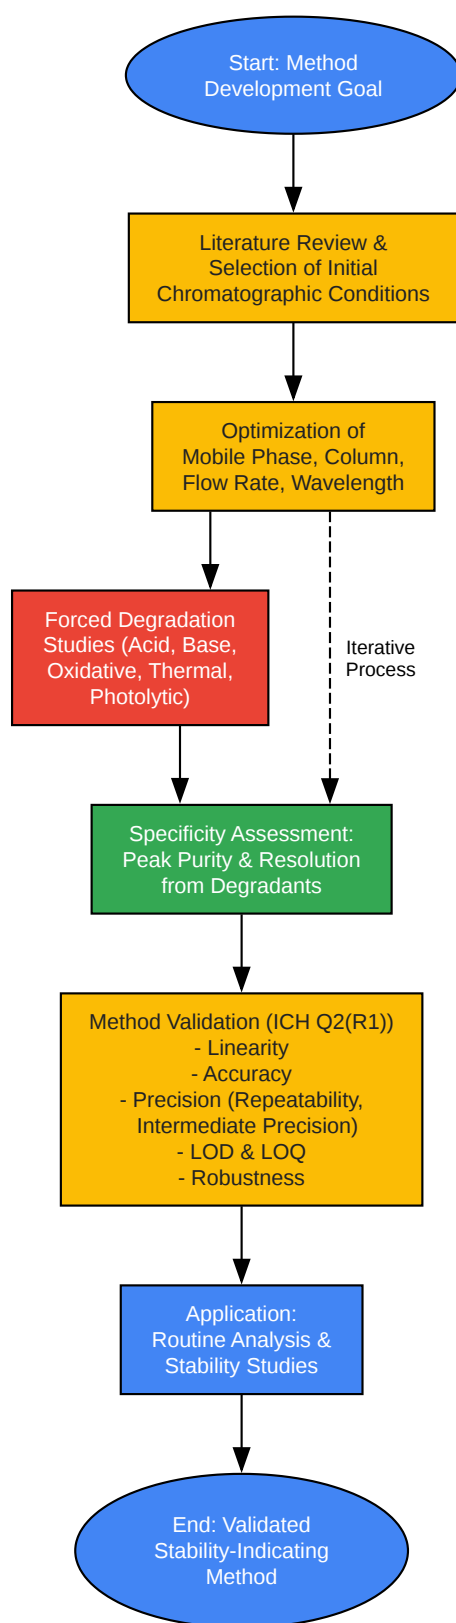 Start: Method
Development Goal
Literature Review &
Selection of Initial
Chromatographic Conditions
Optimization of
Mobile Phase, Column,
Flow Rate, Wavelength
Forced Degradation
Studies (Acid, Base,
Oxidative, Thermal,
Photolytic)
Iterative
Process
Specificity Assessment:
Peak Purity & Resolution
from Degradants
Method Validation (ICH Q2(R1))
- Linearity
- Accuracy
- Precision (Repeatability,
Intermediate Precision)
- LOD & LOQ
- Robustness
Application:
Routine Analysis &
Stability Studies
End: Validated
Stability-Indicating
Method